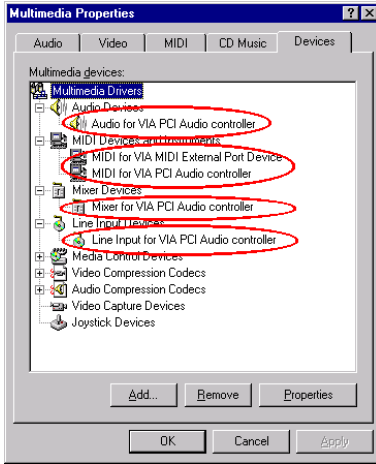 Multimedia Properties
Audio Video MIDI CD Music Devices
Multimedia devices:
Multimedia Drivers
Audio Devices
Audio for VIA PCI Audio controller
MIDI Devices and Instruments
MIDI for VIA MIDI External Port Device
MIDI for VIA PCI Audio controller
Mixer Devices
Mixer for VIA PCI Audio controller
Line Input Devices
Line Input for VIA PCI Audio controller
Media Control Devices
Video Compression Codecs
Audio Compression Codecs
Video Capture Devices
Joystick Devices
Add... Remove Properties
OK Cancel Apply